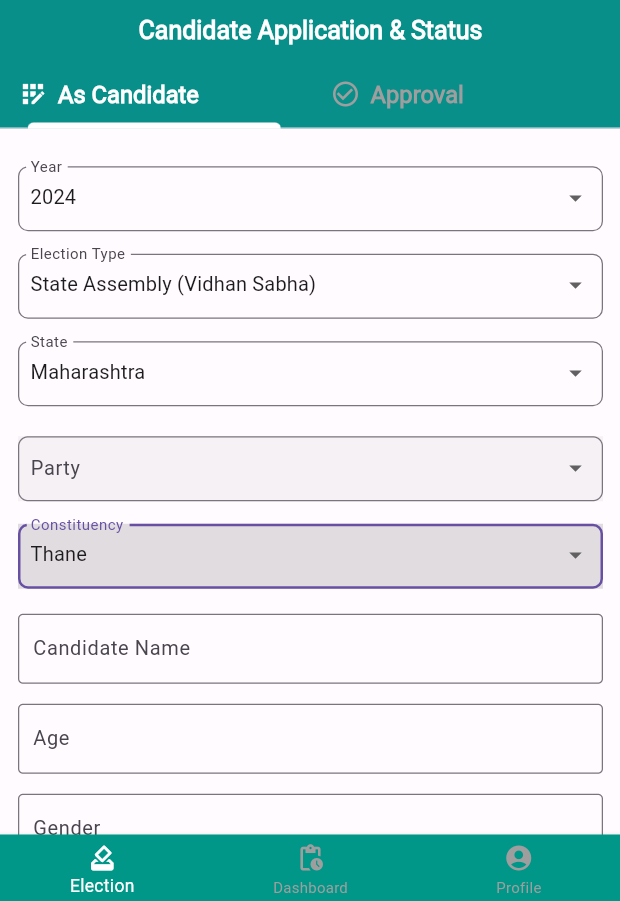 Candidate Application & Status
As Candidate
Approval
Year
2024
Election Type
State Assembly (Vidhan Sabha)
State
Maharashtra
Party
Constituency
Thane
Candidate Name
Age
Gender
Election
Dashboard
Profile